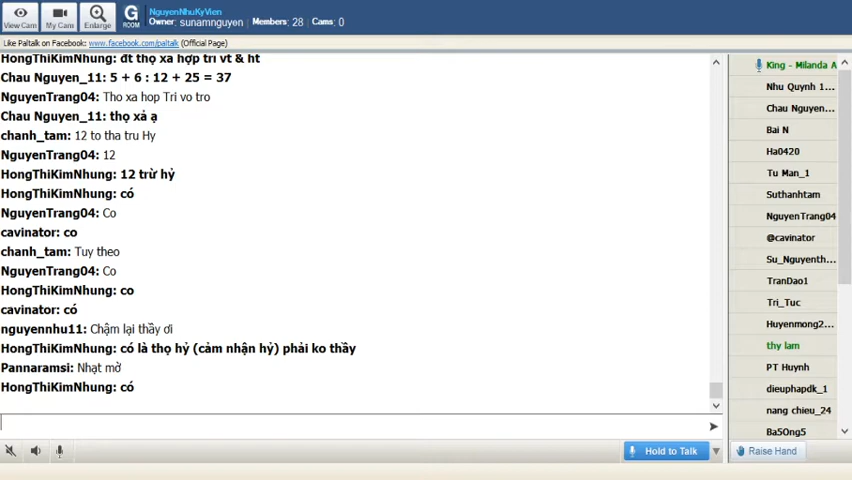 View Cam
My Cam
Enlarge
G
ROOM
NguyenNhuKyVien
Owner: sunamnguyen Members: 28 Cams: 0
Like Paltalk on Facebook: www.facebook.com/paltalk (Official Page)
HongThiKimNhung: đt thọ xa hợp tri vt & ht
Chau Nguyen_11: 5 + 6 : 12 + 25 = 37
NguyenTrang04: Tho xa hop Tri vo tro
Chau Nguyen_11: thọ xả ạ
chanh_tam: 12 to tha tru Hy
NguyenTrang04: 12
HongThiKimNhung: 12 trừ hỷ
HongThiKimNhung: có
NguyenTrang04: Co
cavinator: co
chanh_tam: Tuy theo
NguyenTrang04: Co
HongThiKimNhung: co
cavinator: có
nguyennhu11: Chậm lại thầy ơi
HongThiKimNhung: có là thọ hỷ (cảm nhận hỷ) phải ko thầy
Pannaramsi: Nhạt mở
HongThiKimNhung: có
Hold to Talk
King - Milanda A
Nhu Quynh 1...
Chau Nguyen...
Bai N
Ha0420
Tu Man_1
Suthanhtam
NguyenTrang04
@cavinator
Su_Nguyenth...
TranDao1
Tri_Tuc
Huyenmong2...
thy lam
PT Huynh
dieuphapdk_1
nang chieu_24
Ba5Ong5
Raise Hand